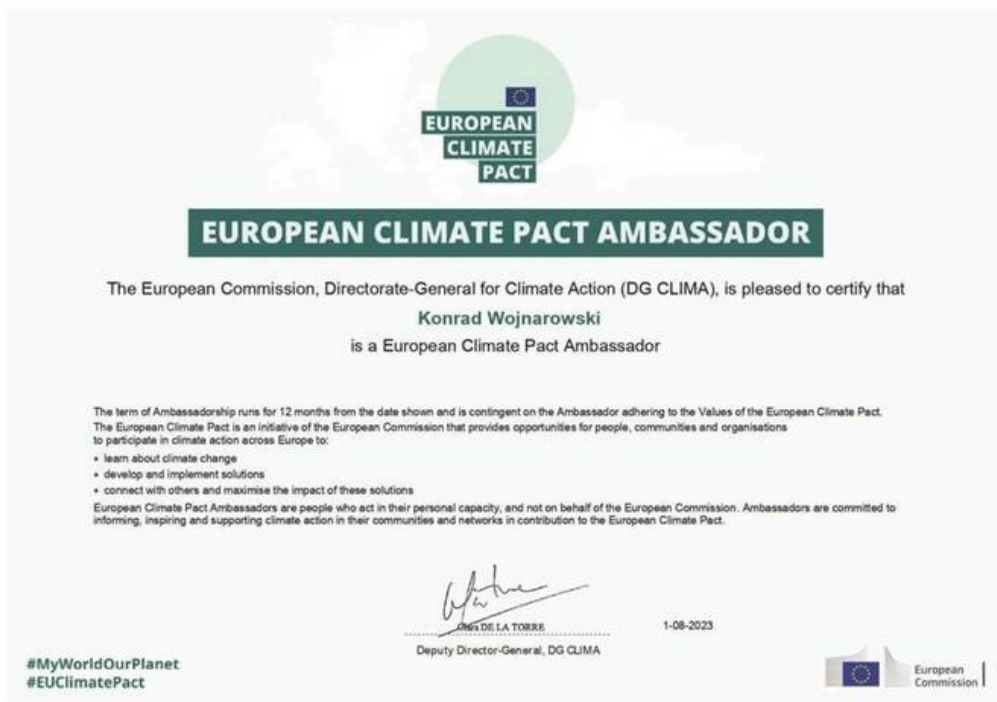 EUROPEAN
CLIMATE
PACT
EUROPEAN CLIMATE PACT AMBASSADOR
The European Commission, Directorate-General for Climate Action (DG CLIMA), is pleased to certify that
Konrad Wojnarowski
is a European Climate Pact Ambassador
The term of Ambassadorship runs for 12 months from the date shown and is contingent on the Ambassador adhering to the Values of the European Climate Pact.
The European Climate Pact is an initiative of the European Commission that provides opportunities for people, communities and organisations
to participate in climate action across Europe to:
• learn about climate change
• develop and implement solutions
• connect with others and maximise the impact of these solutions
European Climate Pact Ambassadors are people who act in their personal capacity, and not on behalf of the European Commission. Ambassadors are committed to
informing, inspiring and supporting climate action in their communities and networks in contribution to the European Climate Pact.
DE LA TORRE
1-08-2023
Deputy Director-General, DG CLIMA
#MyWorldOurPlanet
#EUClimatePact
European
Commission